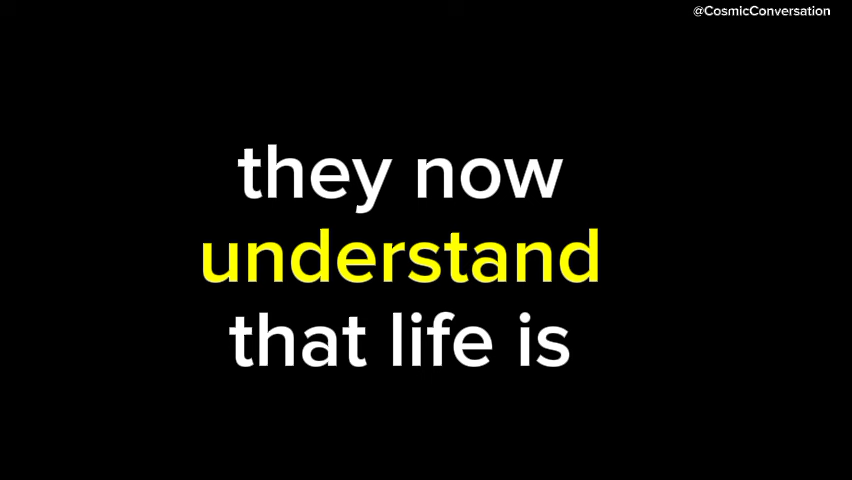 @CosmicConversation
they now
understand
that life is